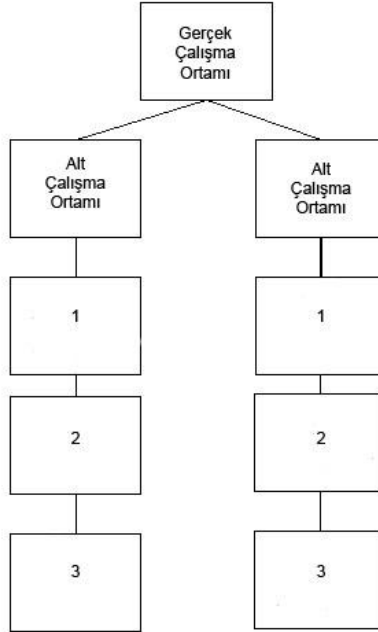 Gerçek
Çalışma
Ortamı
Alt
Çalışma
Ortamı
Alt
Çalışma
Ortamı
1
1
2
2
3
3